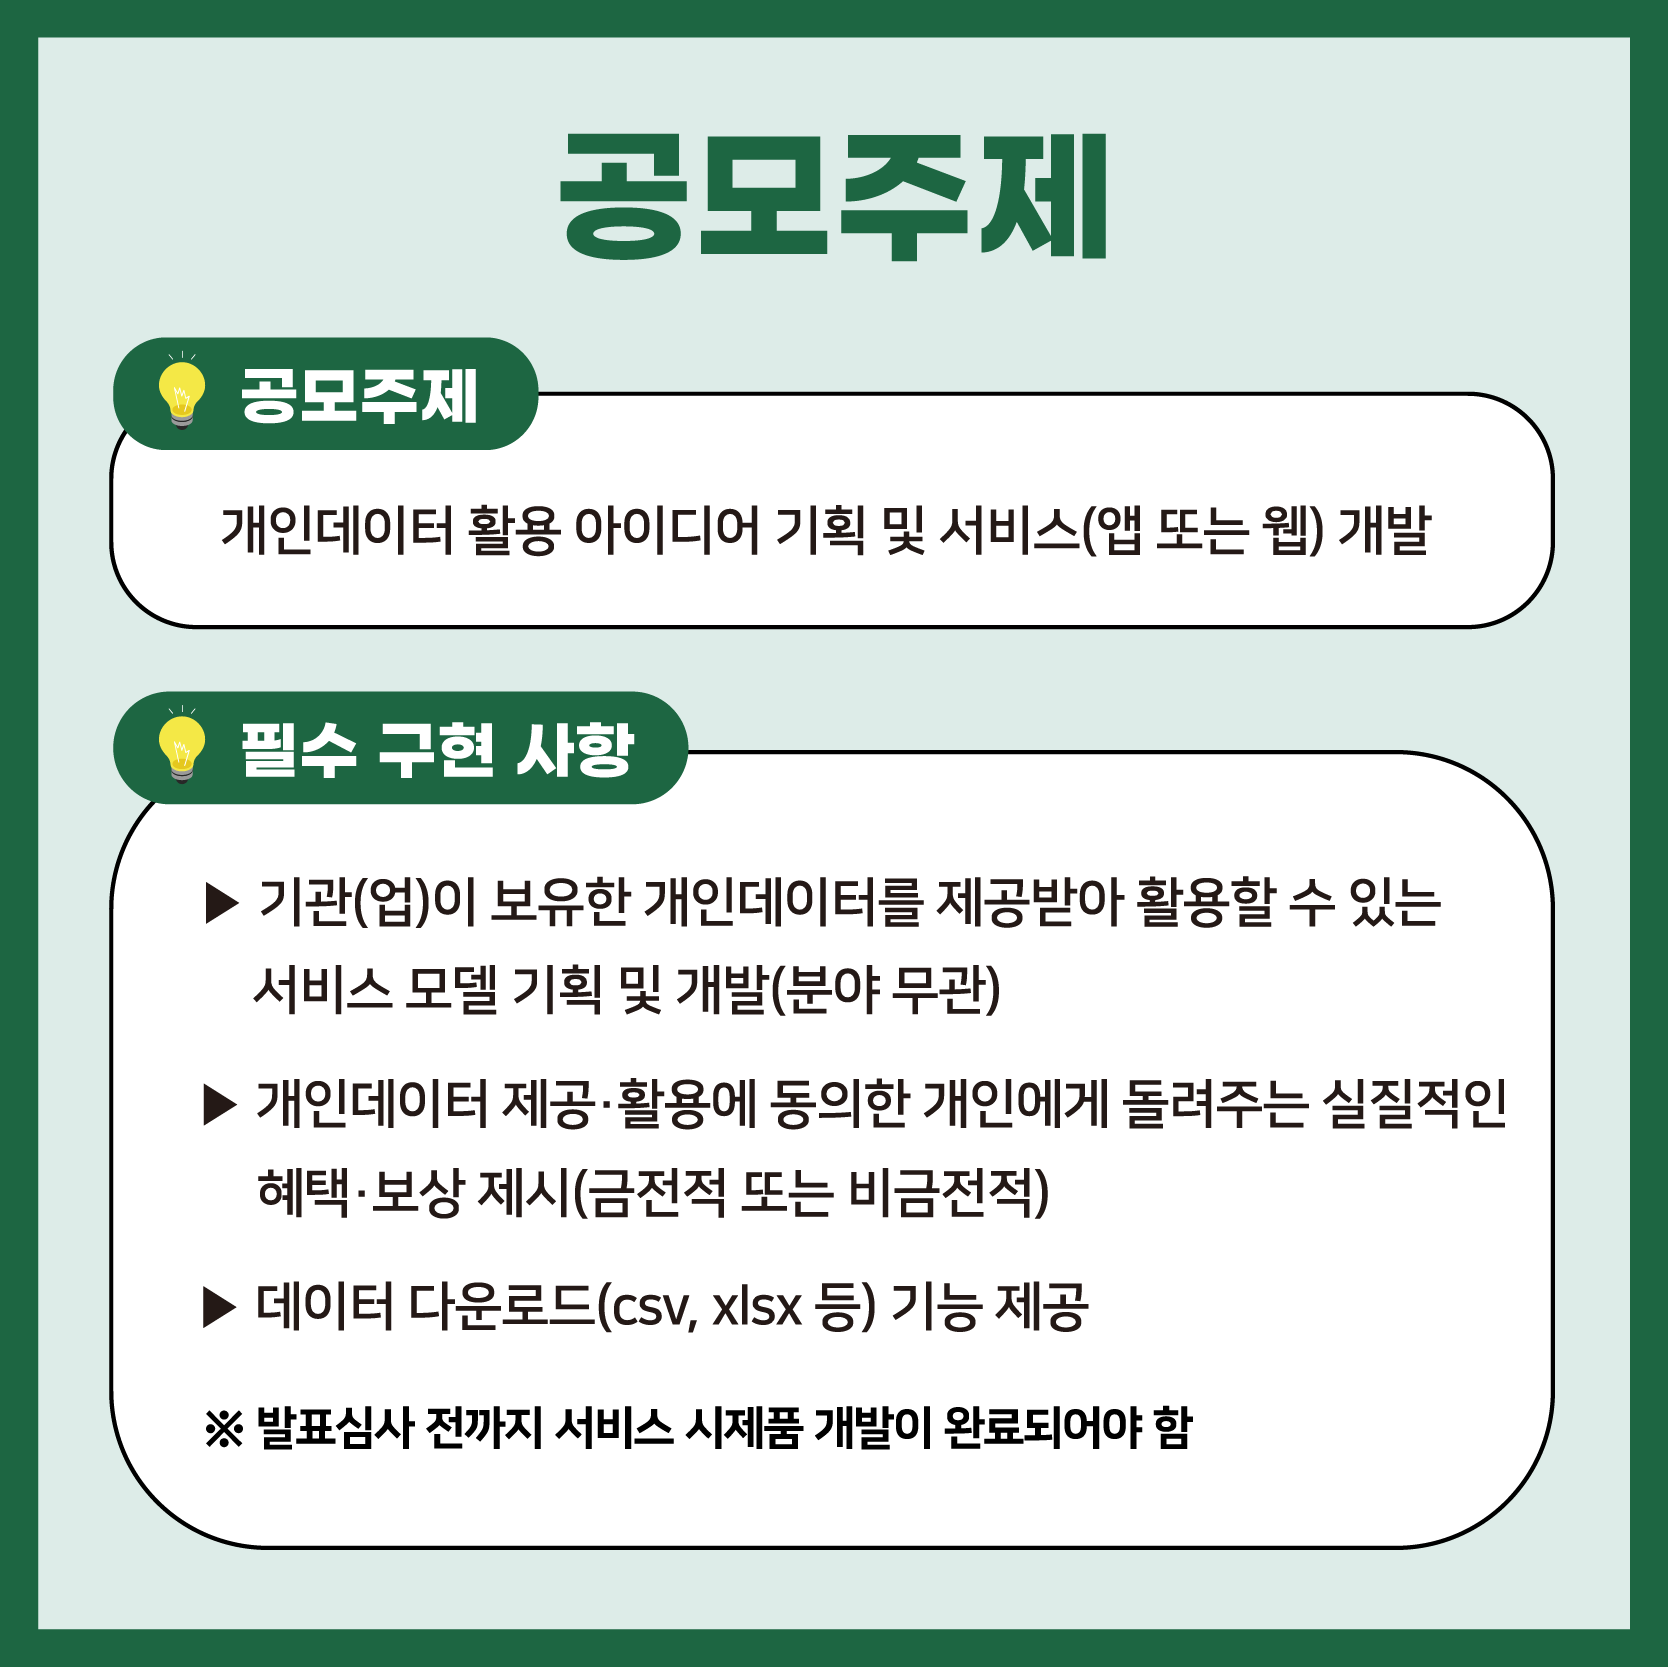 공모주제
공모주제
개인데이터 활용 아이디어 기획 및 서비스(앱 또는 웹) 개발
필수 구현 사항
▶ 기관(업)이 보유한 개인데이터를 제공받아 활용할 수 있는
서비스 모델 기획 및 개발(분야 무관)
▶ 개인데이터 제공·활용에 동의한 개인에게 돌려주는 실질적인
혜택·보상 제시(금전적 또는 비금전적)
▶ 데이터 다운로드(csv, xlsx 등) 기능 제공
※ 발표심사 전까지 서비스 시제품 개발이 완료되어야 함